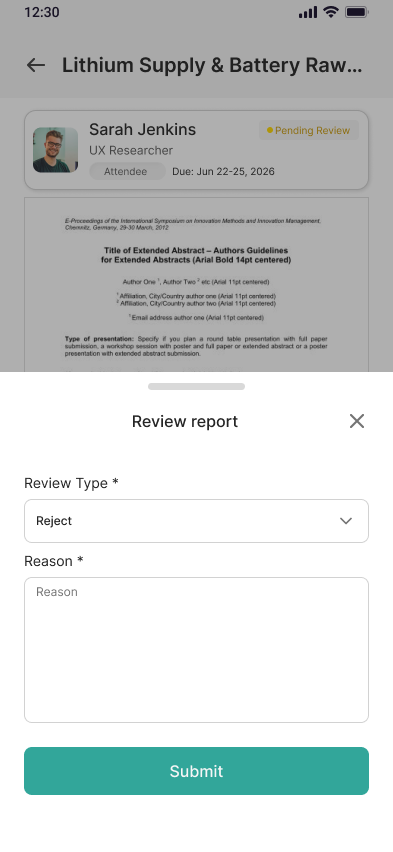 12:30
Lithium Supply & Battery Raw...
Sarah Jenkins
Pending Review
UX Researcher
Attendee
Due: Jun 22-25, 2026
E-Proceedings of the International Symposium on Innovation Methods and Innovation Management,
Chemnitz, Germany, 29-30 March, 2012
Title of Extended Abstract – Authors Guidelines
for Extended Abstracts (Arial Bold 14pt centered)
Author One 1, Author Two 2 etc (Arial 11pt centered)
1 Affiliation, City/Country author one (Arial 11pt centered)
2 Affiliation, City/Country author two (Arial 11pt centered)
1 Email address author one (Arial 11pt centered)
Type of presentation: Specify if you plan a round table presentation with full paper
submission, a workshop session with poster and full paper or extended abstract or a poster
presentation with extended abstract submission.
Review report
Review Type *
Reject
Reason *
Reason
Submit